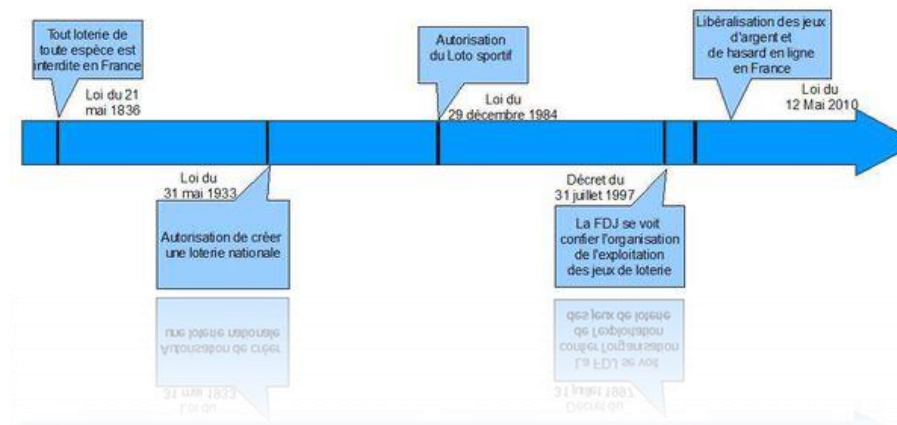 Tout loterie de
toute espèce est
interdite en France
Loi du 21
mai 1836
Autorisation
du Loto sportif
Loi du
29 décembre 1984
Libéralisation des jeux
d'argent et
de hasard en ligne
en France
Loi du
12 Mai 2010
Loi du
31 mai 1933
Autorisation de créer
une loterie nationale
Décret du
31 juillet 1997
La FDJ se voit
confier l'organisation
de l'exploitation
des jeux de loterie